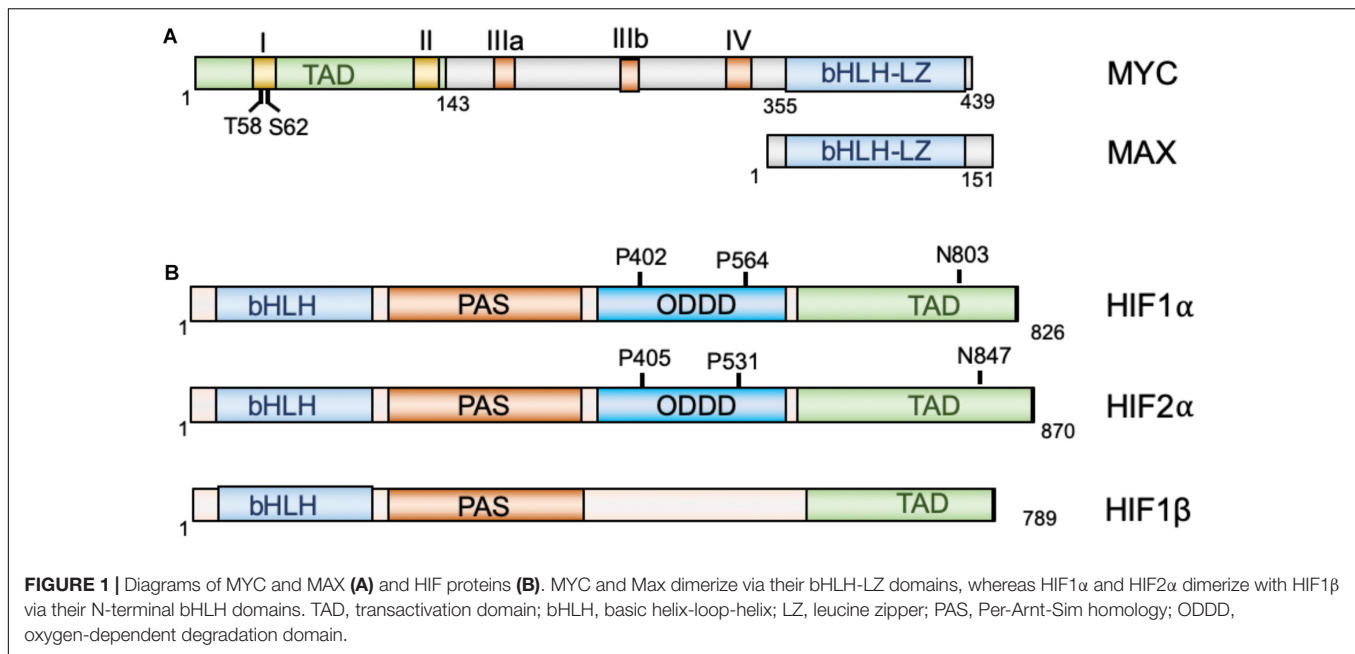 A
I II IIIa IIIb IV
TAD bHLH-LZ MYC
1 143 355 439
T58 S62
bHLH-LZ MAX
1 151
B
P402 P564 N803
bHLH PAS ODDD TAD HIF1α
1 826
P405 P531 N847
bHLH PAS ODDD TAD HIF2α
1 870
bHLH PAS TAD HIF1β
1 789
FIGURE 1 | Diagrams of MYC and MAX (A) and HIF proteins (B). MYC and Max dimerize via their bHLH-LZ domains, whereas HIF1α and HIF2α dimerize with HIF1β
via their N-terminal bHLH domains. TAD, transactivation domain; bHLH, basic helix-loop-helix; LZ, leucine zipper; PAS, Per-Arnt-Sim homology; ODDD,
oxygen-dependent degradation domain.